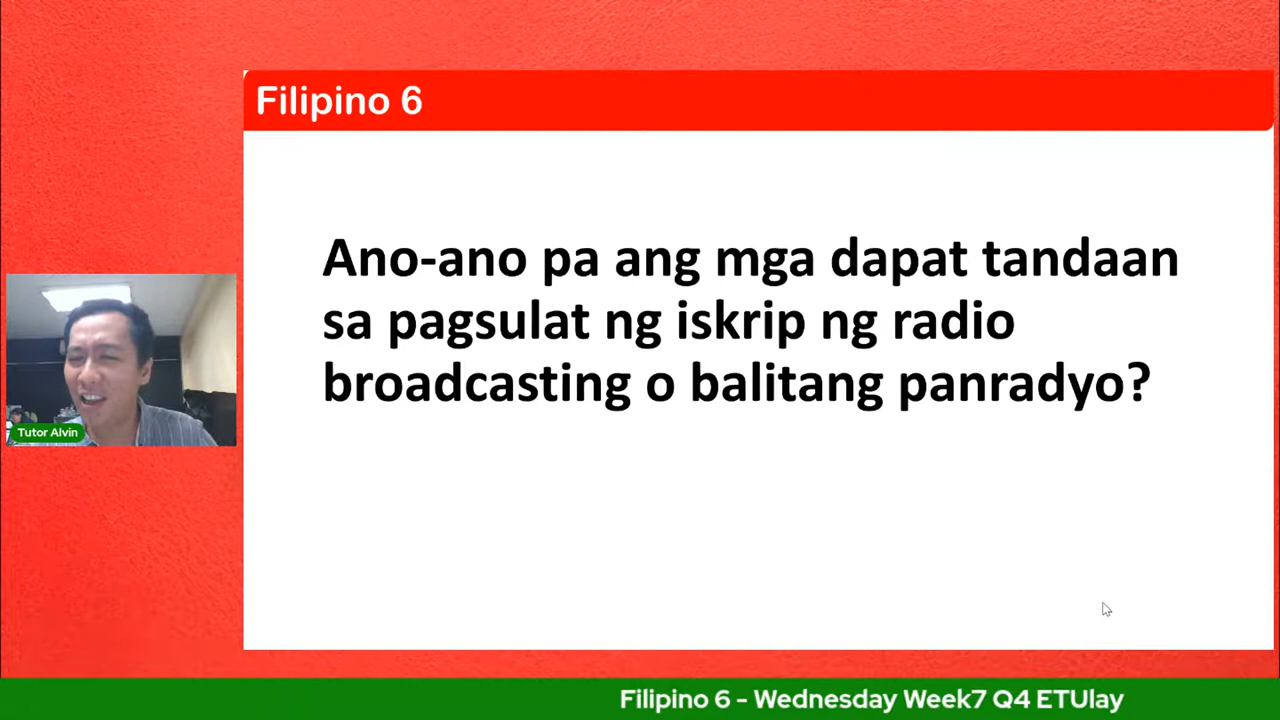 Filipino 6
Ano-ano pa ang mga dapat tandaan
sa pagsulat ng iskrip ng radio
broadcasting o balitang panradyo?
Tutor Alvin
Filipino 6 - Wednesday Week7 Q4 ETUlay